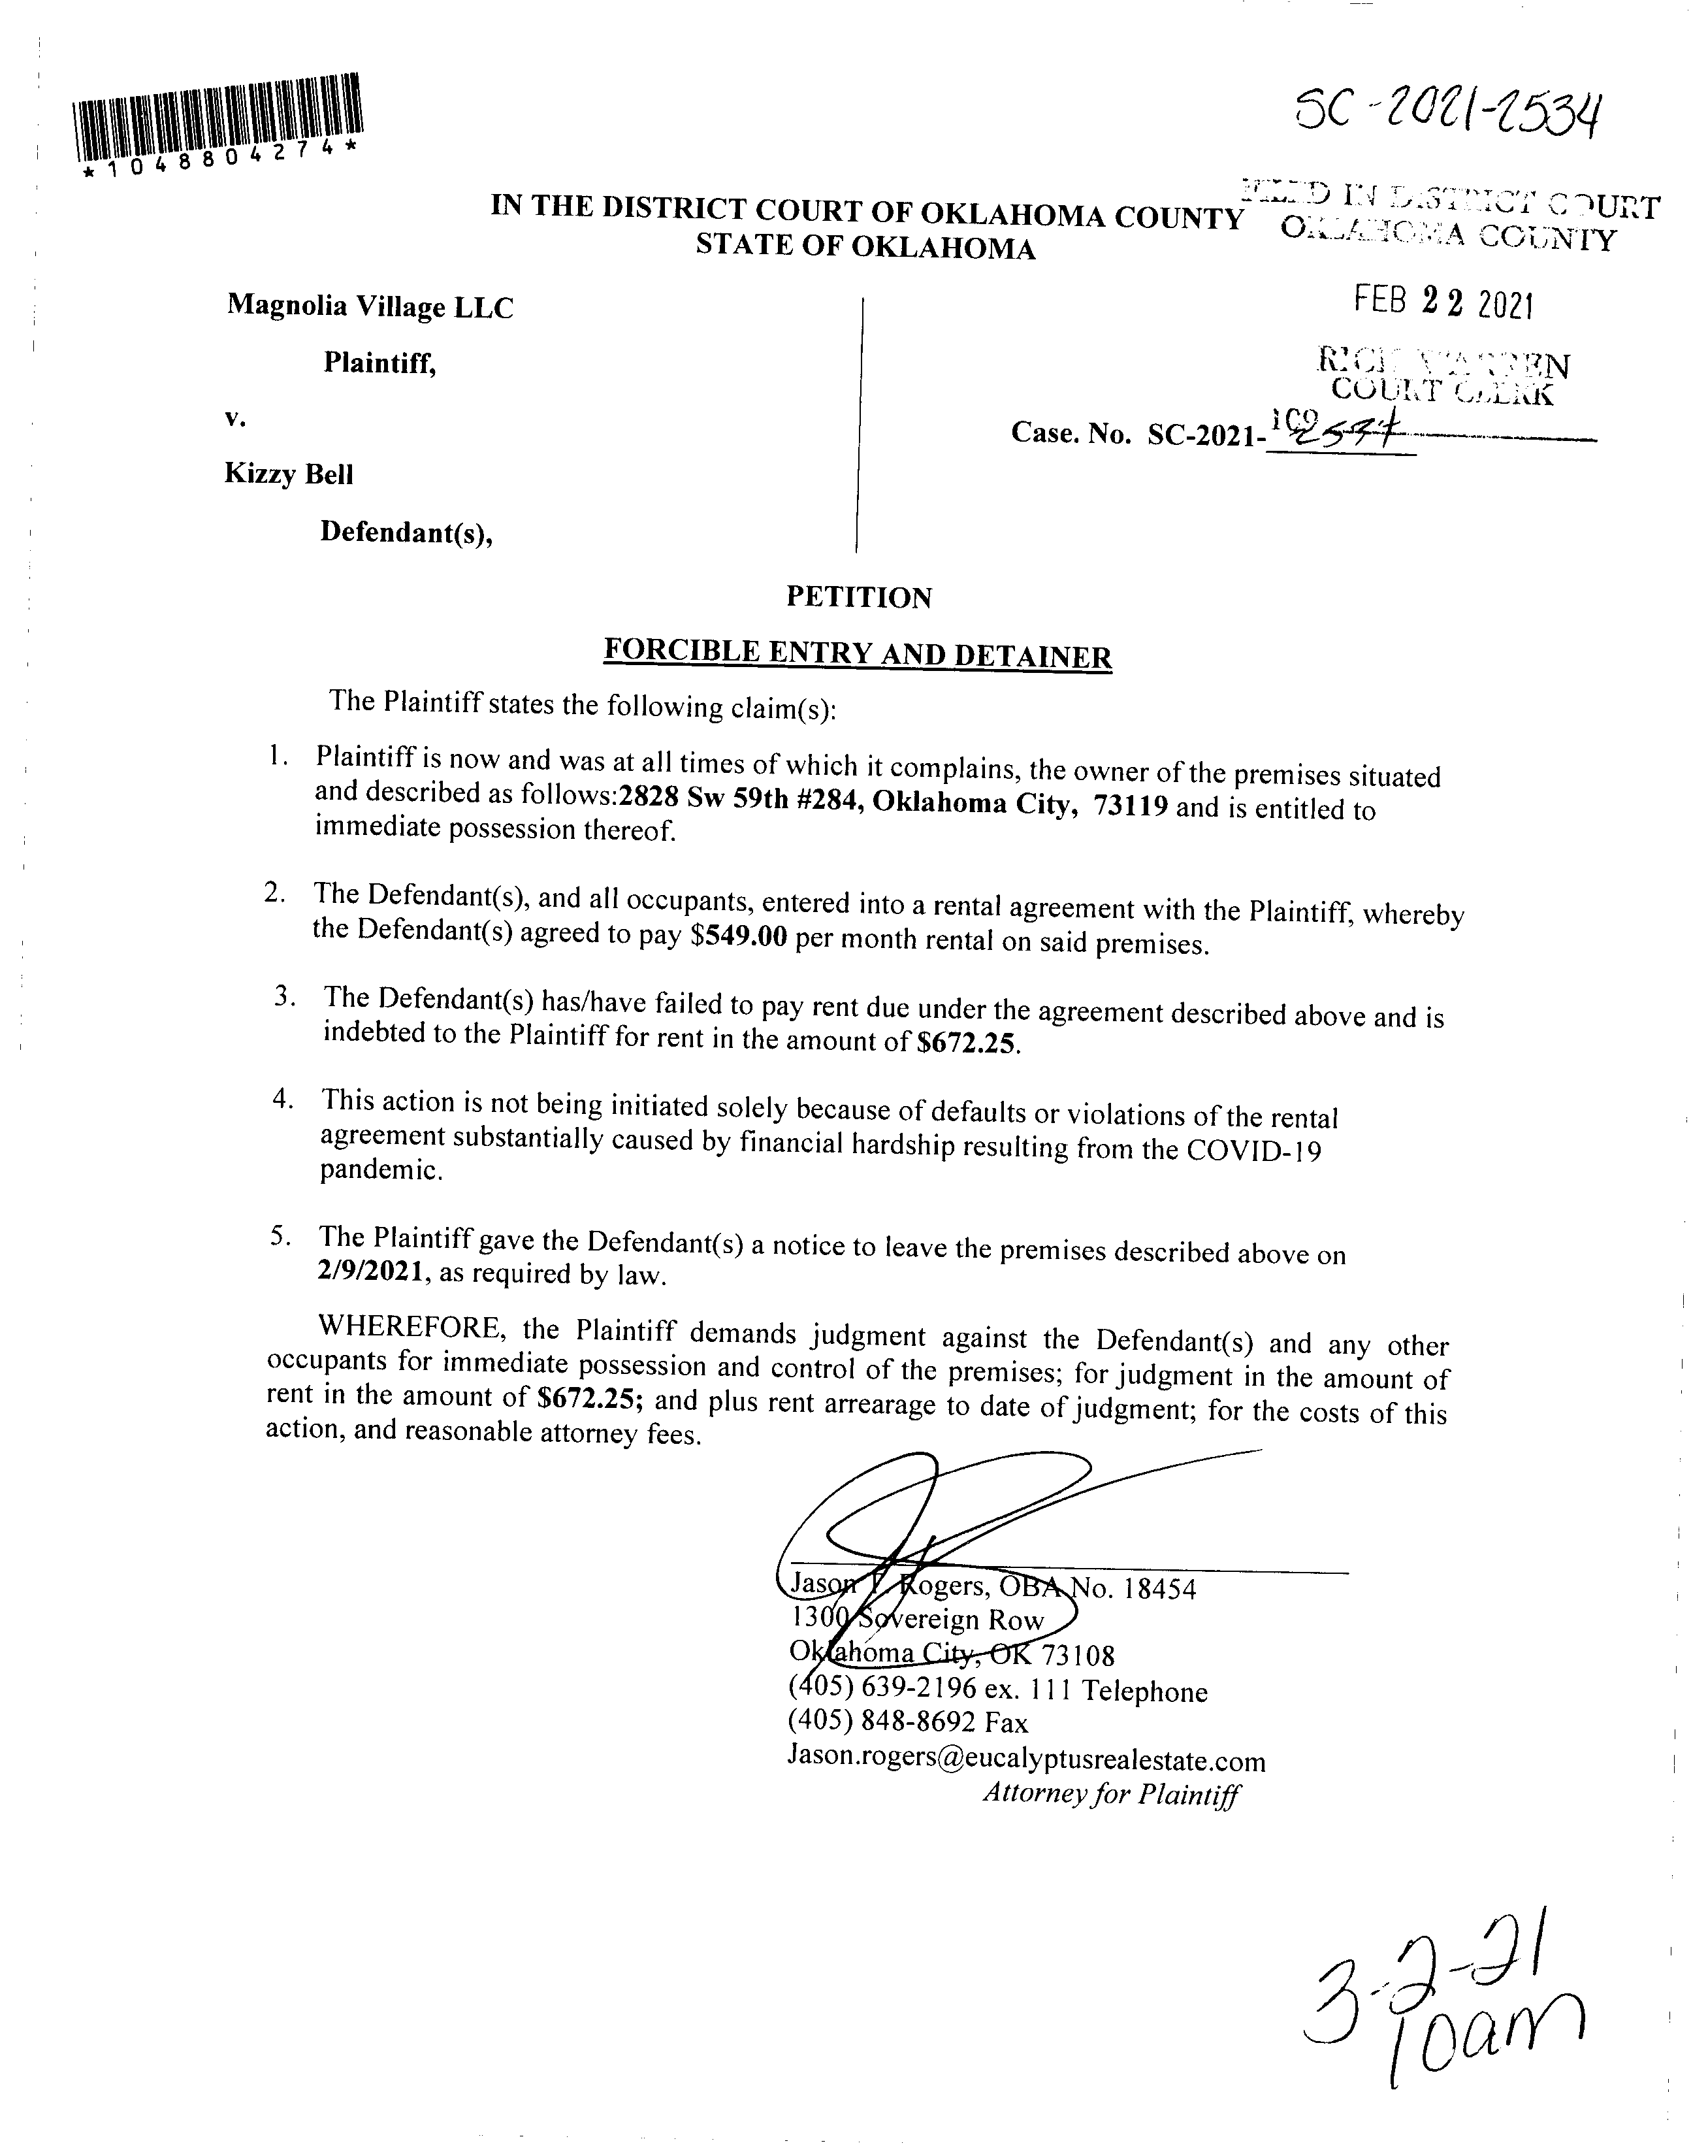 *1048804274*
SC-2021-2534
IN THE DISTRICT COURT OF OKLAHOMA COUNTY
STATE OF OKLAHOMA
FILED IN DISTRICT COURT
OKLAHOMA COUNTY
FEB 22 2021
RICK WARREN
COURT CLERK
Magnolia Village LLC
Plaintiff,
v.
Kizzy Bell
Defendant(s),
Case. No. SC-2021-2534
PETITION
FORCIBLE ENTRY AND DETAINER
The Plaintiff states the following claim(s):
1. Plaintiff is now and was at all times of which it complains, the owner of the premises situated
and described as follows:2828 Sw 59th #284, Oklahoma City, 73119 and is entitled to
immediate possession thereof.
2. The Defendant(s), and all occupants, entered into a rental agreement with the Plaintiff, whereby
the Defendant(s) agreed to pay $549.00 per month rental on said premises.
3. The Defendant(s) has/have failed to pay rent due under the agreement described above and is
indebted to the Plaintiff for rent in the amount of $672.25.
4. This action is not being initiated solely because of defaults or violations of the rental
agreement substantially caused by financial hardship resulting from the COVID-19
pandemic.
5. The Plaintiff gave the Defendant(s) a notice to leave the premises described above on
2/9/2021, as required by law.
WHEREFORE, the Plaintiff demands judgment against the Defendant(s) and any other
occupants for immediate possession and control of the premises; for judgment in the amount of
rent in the amount of $672.25; and plus rent arrearage to date of judgment; for the costs of this
action, and reasonable attorney fees.
Jason Rogers, OBA No. 18454
1300 Sovereign Row
Oklahoma City, OK 73108
(405) 639-2196 ex. 111 Telephone
(405) 848-8692 Fax
Jason.rogers@eucalyptusrealestate.com
Attorney for Plaintiff
3-2-21
10am